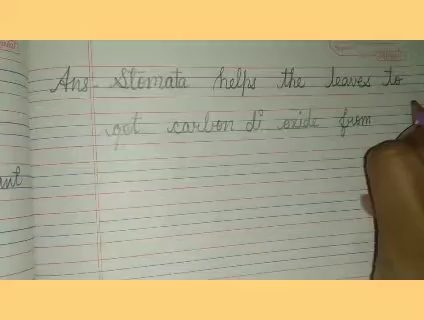 Ans- Stomata helps the leaves to
get carbon di oxide from